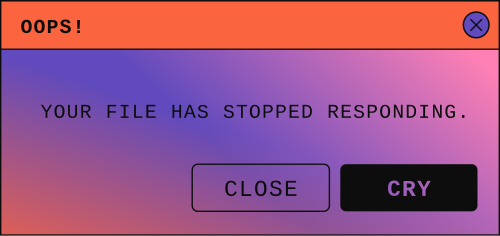 OOPS!
YOUR FILE HAS STOPPED RESPONDING.
CLOSE
CRY